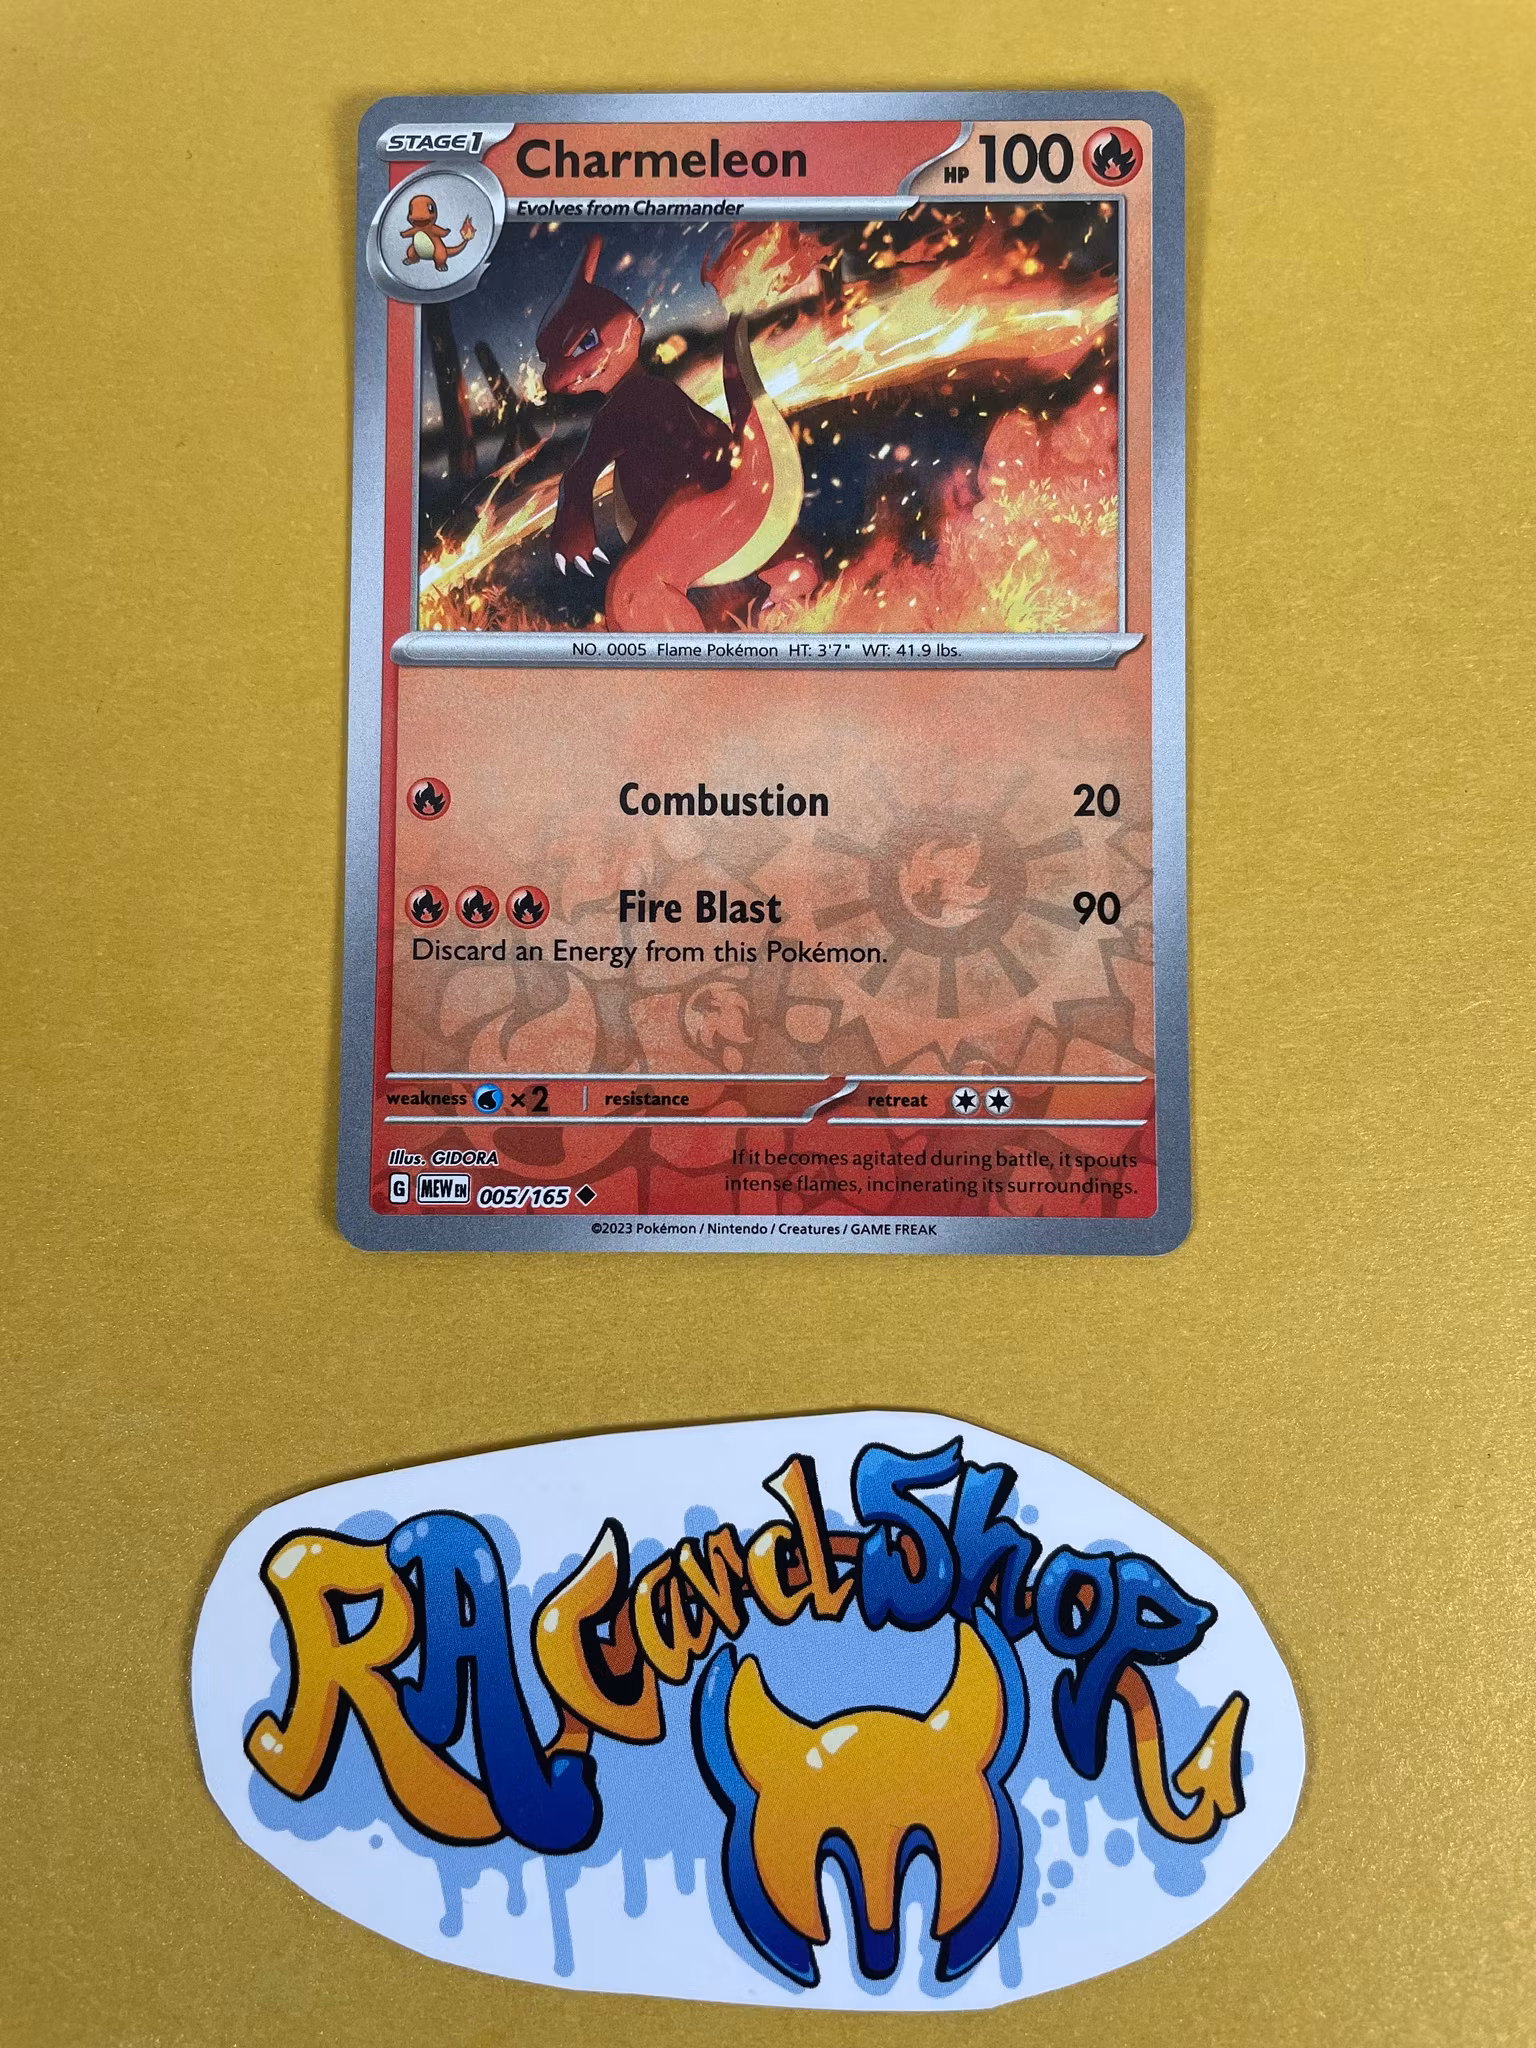 STAGE1
Charmeleon
HP 100
Evolves from Charmander
NO. 0005 Flame Pokémon HT: 3'7" WT: 41.9 lbs.
Combustion 20
Fire Blast 90
Discard an Energy from this Pokémon.
weakness ×2 resistance retreat
Illus. GIDORA
If it becomes agitated during battle, it spouts
intense flames, incinerating its surroundings.
G MEW EN 005/165
©2023 Pokémon / Nintendo / Creatures / GAME FREAK
RACardShop